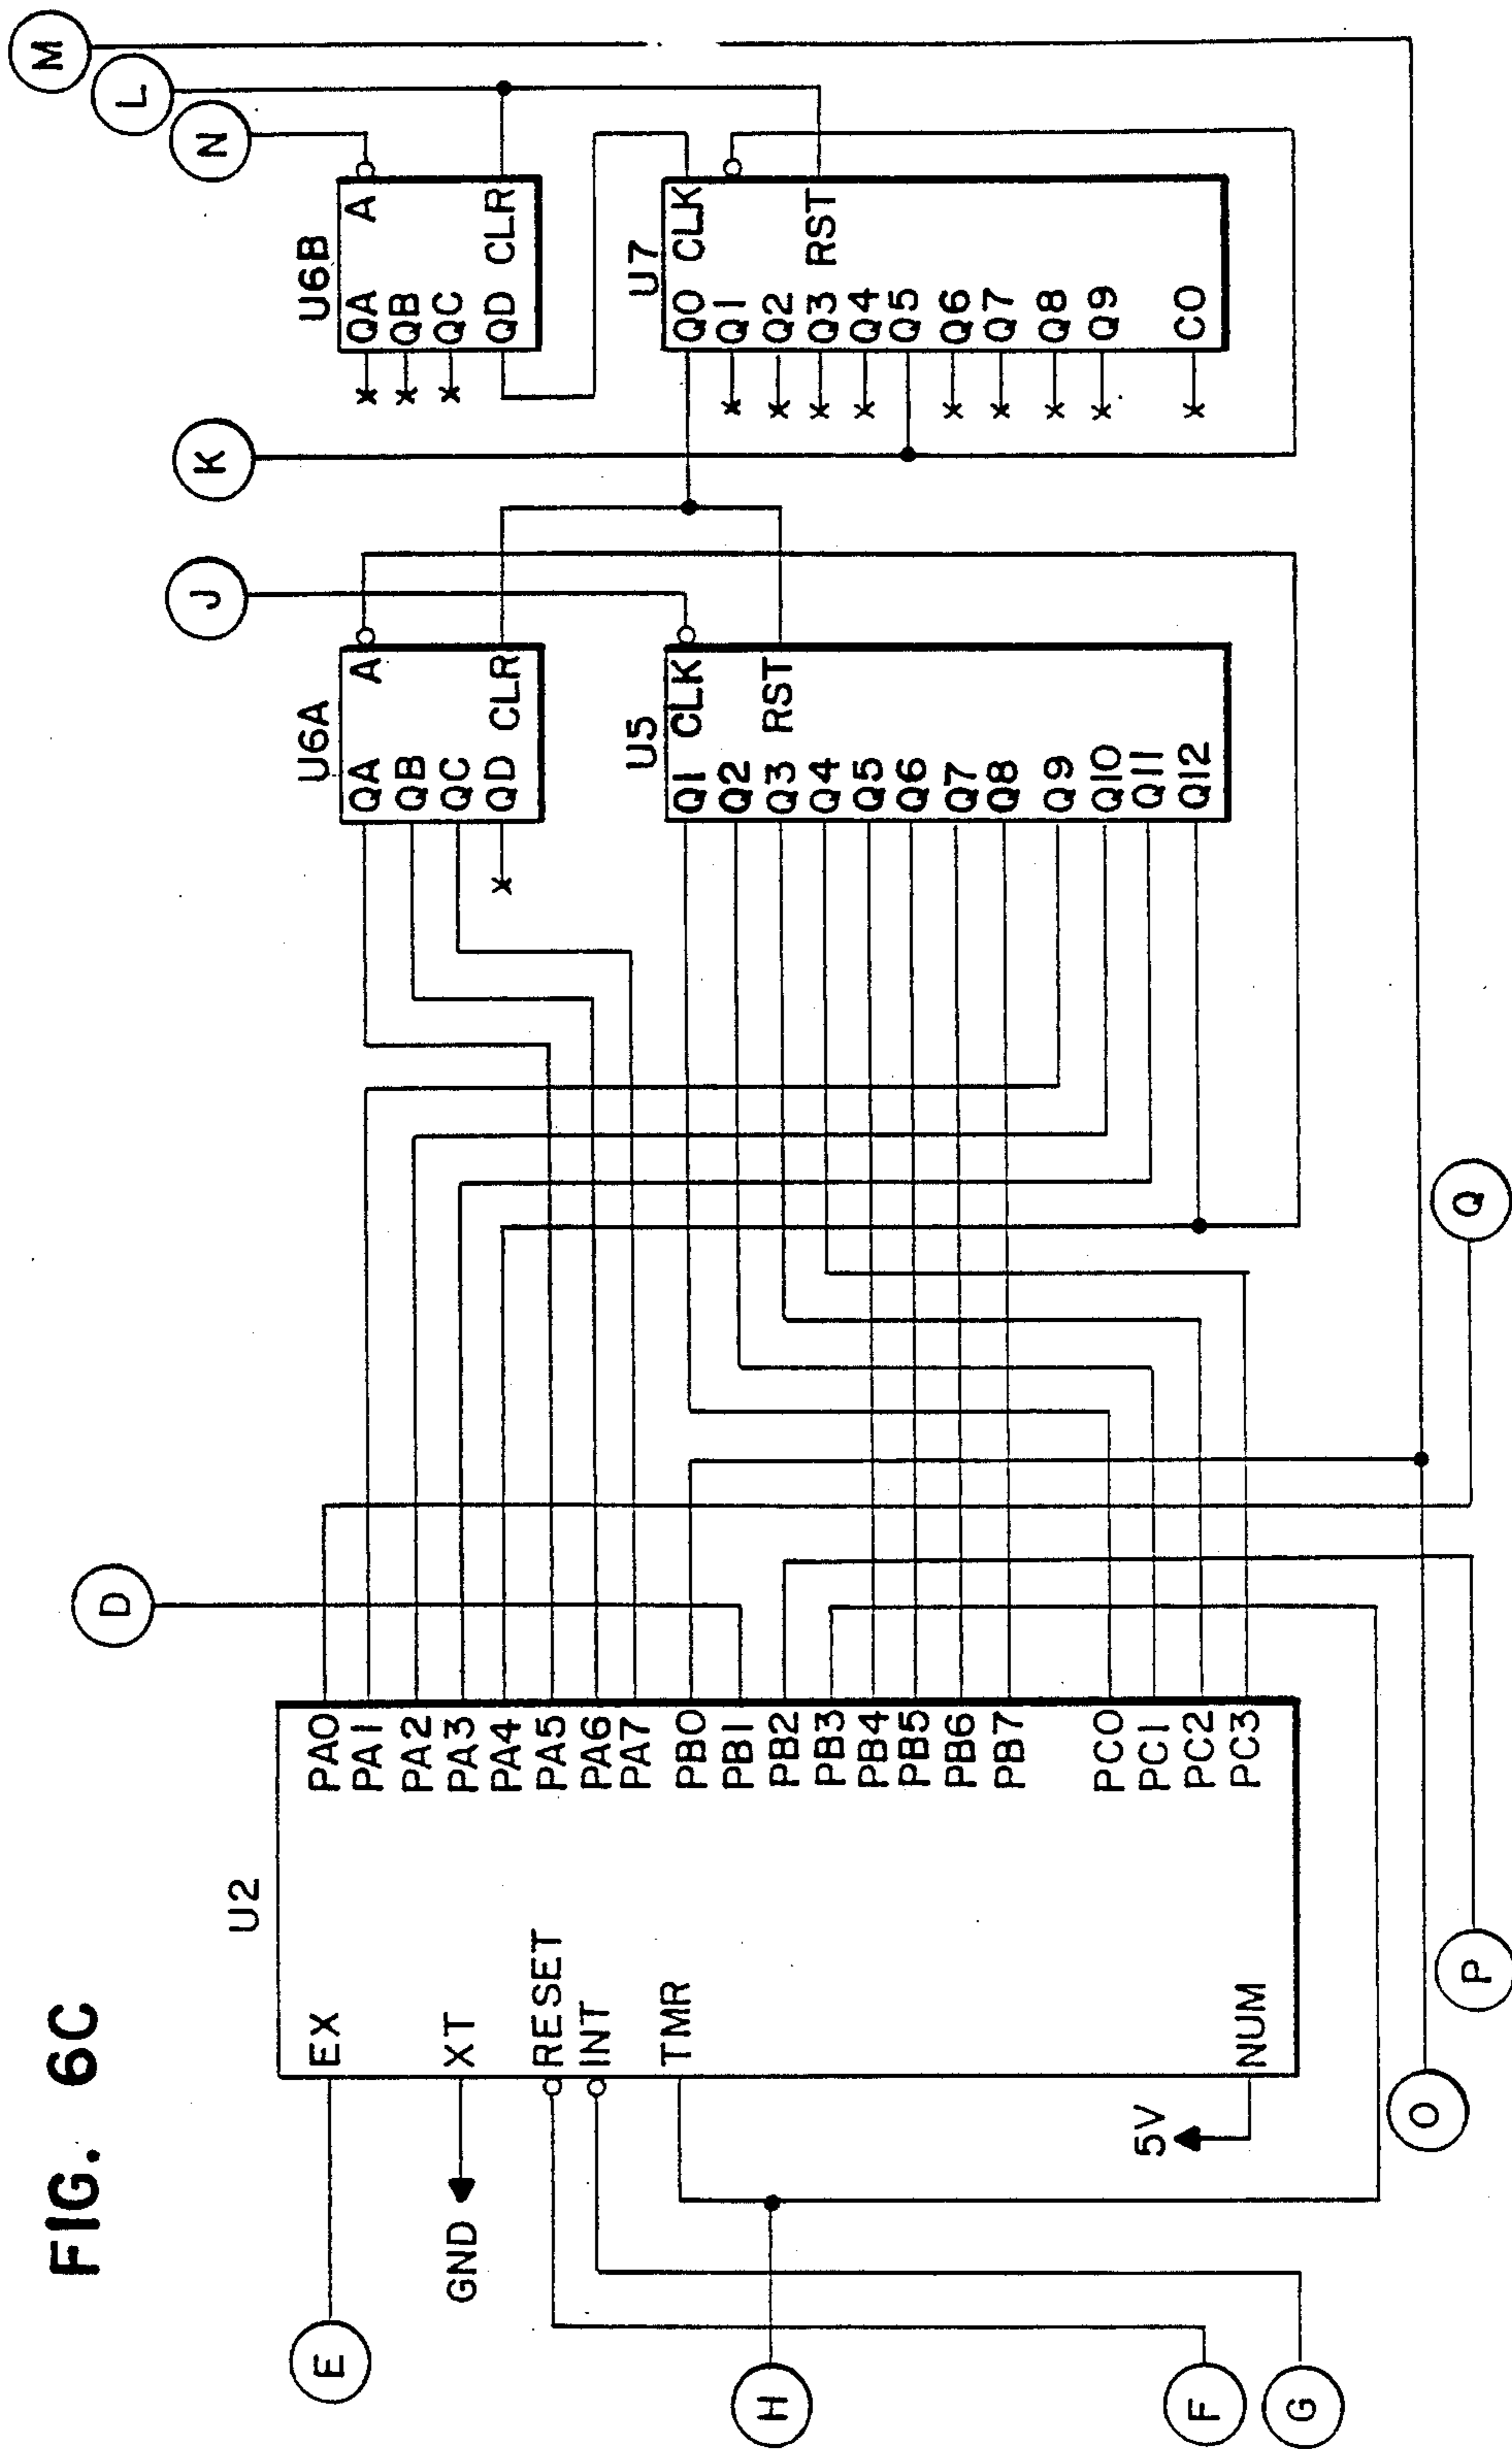 FIG. 6C
E
GND
H
F
G
U2
EX
XT
RESET
INT
TMR
5V
NUM
PA0
PA1
PA2
PA3
PA4
PA5
PA6
PA7
PB0
PB1
PB2
PB3
PB4
PB5
PB6
PB7
PC0
PC1
PC2
PC3
O
P
D
Q
J
U6A
QA A
QB
QC
QD CLR
U5
Q1 CLK
Q2
Q3 RST
Q4
Q5
Q6
Q7
Q8
Q9
Q10
Q11
Q12
K
U6B
QA A
QB
QC
QD CLR
U7
Q0 CLK
Q1
Q2
Q3 RST
Q4
Q5
Q6
Q7
Q8
Q9
CO
N
L
M